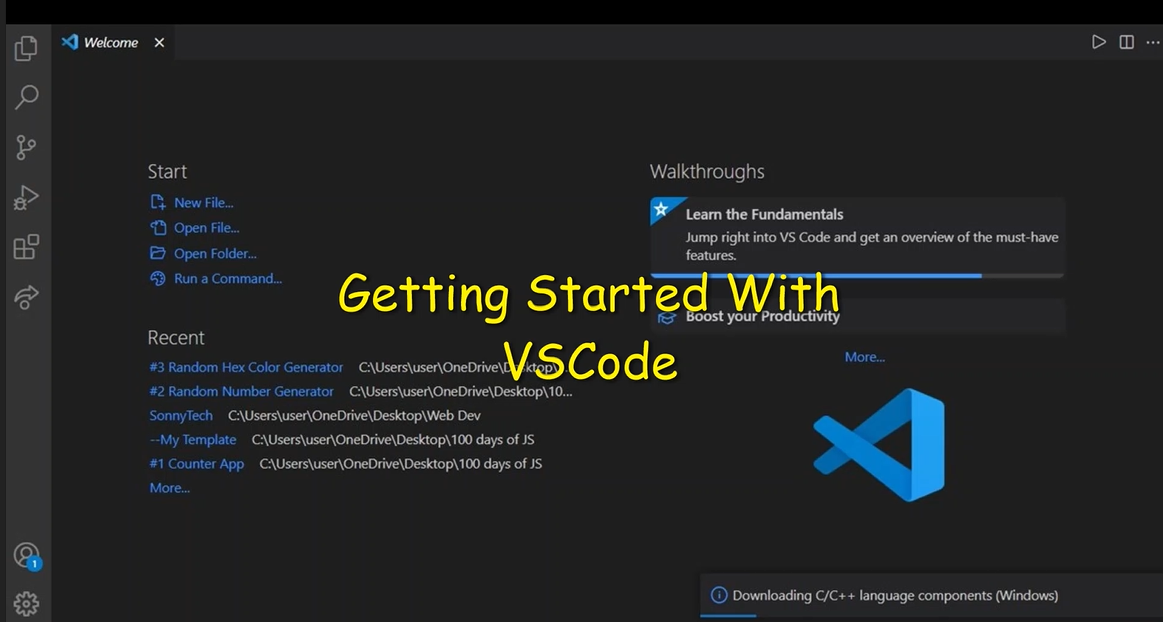 Welcome
Start
New File...
Open File...
Open Folder...
Run a Command...
Recent
#3 Random Hex Color Generator C:\Users\user\OneDrive\Desktop\...
#2 Random Number Generator C:\Users\user\OneDrive\Desktop\10...
SonnyTech C:\Users\user\OneDrive\Desktop\Web Dev
--My Template C:\Users\user\OneDrive\Desktop\100 days of JS
#1 Counter App C:\Users\user\OneDrive\Desktop\100 days of JS
More...
Walkthroughs
Learn the Fundamentals
Jump right into VS Code and get an overview of the must-have
features.
Boost your Productivity
More...
Getting Started With
VSCode
1
Downloading C/C++ language components (Windows)